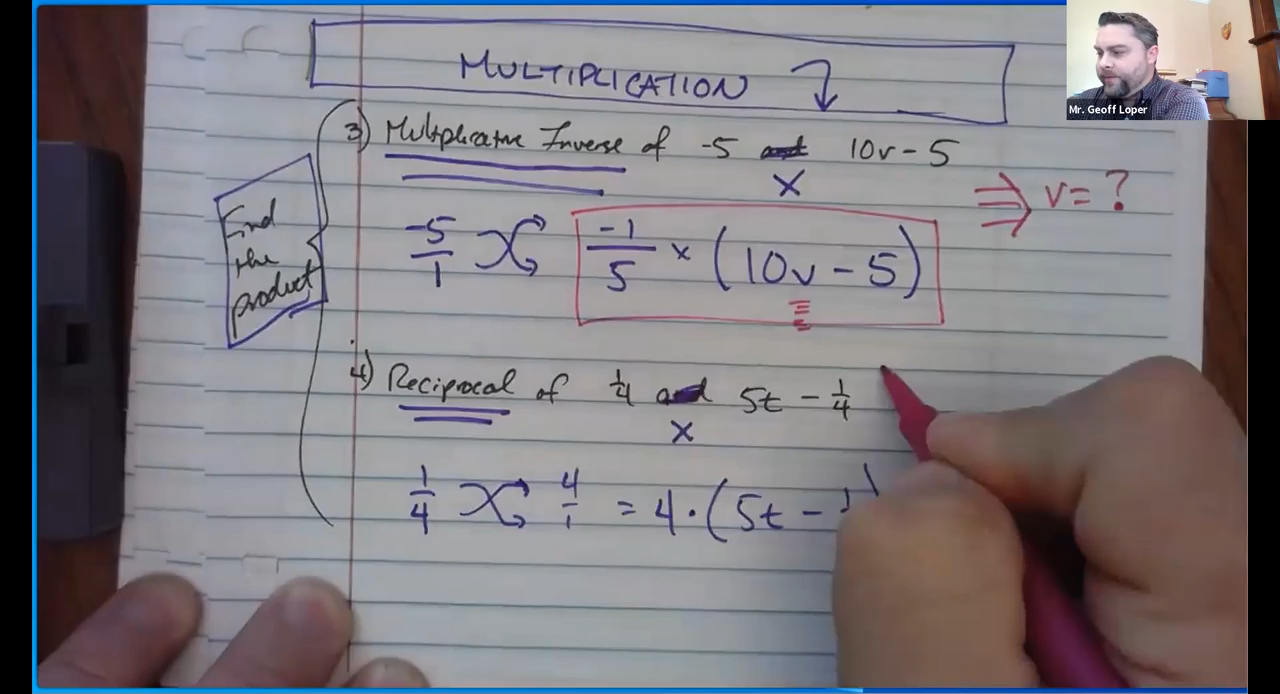 MULTIPLICATION
Mr. Geoff Loper
3) Multiplicative Inverse of -5 10v - 5
x
⇒ v = ?
Find
the
product
-5/1 -1/5 x (10v - 5)
4) Reciprocal of 1/4 and 5t - 1/4
x
1/4 4/1 = 4 · (5t -